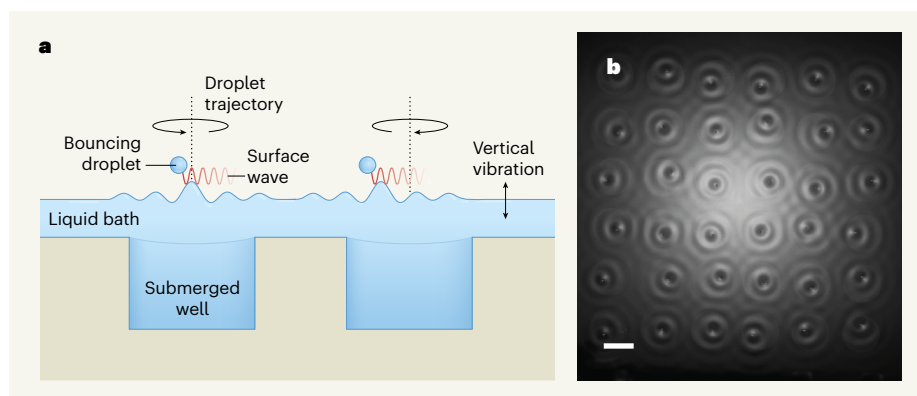 a
Droplet
trajectory
Bouncing
droplet
Surface
wave
Vertical
vibration
Liquid bath
Submerged
well
b